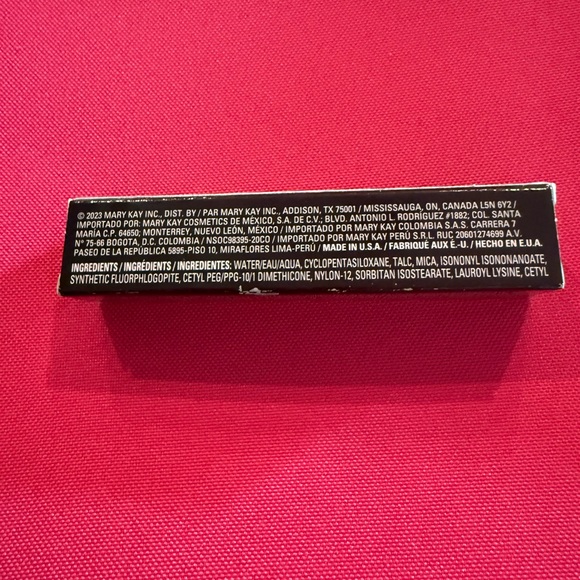 © 2023 MARY KAY INC., DIST. BY / PAR MARY KAY INC., ADDISON, TX 75001 / MISSISSAUGA, ON, CANADA L5N 6Y2 /
IMPORTADO POR: MARY KAY COSMETICS DE MÉXICO, S.A. DE C.V.; BLVD. ANTONIO L. RODRÍGUEZ #1882; COL. SANTA
MARÍA C.P. 64650; MONTERREY, NUEVO LEÓN, MÉXICO / IMPORTADO POR MARY KAY COLOMBIA S.A.S. CARRERA 7
N° 75-66 BOGOTA, D.C. COLOMBIA / NSOC98395-20CO / IMPORTADO POR MARY KAY PERÚ S.R.L. RUC 20601274699 A.V.
PASEO DE LA REPÚBLICA 5895-PISO 10, MIRAFLORES LIMA-PERÚ / MADE IN U.S.A. / FABRIQUÉ AUX É.-U. / HECHO EN E.U.A.
INGREDIENTS / INGRÉDIENTS / INGREDIENTES: WATER/EAU/AQUA, CYCLOPENTASILOXANE, TALC, MICA, ISONONYL ISONONANOATE,
SYNTHETIC FLUORPHLOGOPITE, CETYL PEG/PPG-10/1 DIMETHICONE, NYLON-12, SORBITAN ISOSTEARATE, LAUROYL LYSINE, CETYL